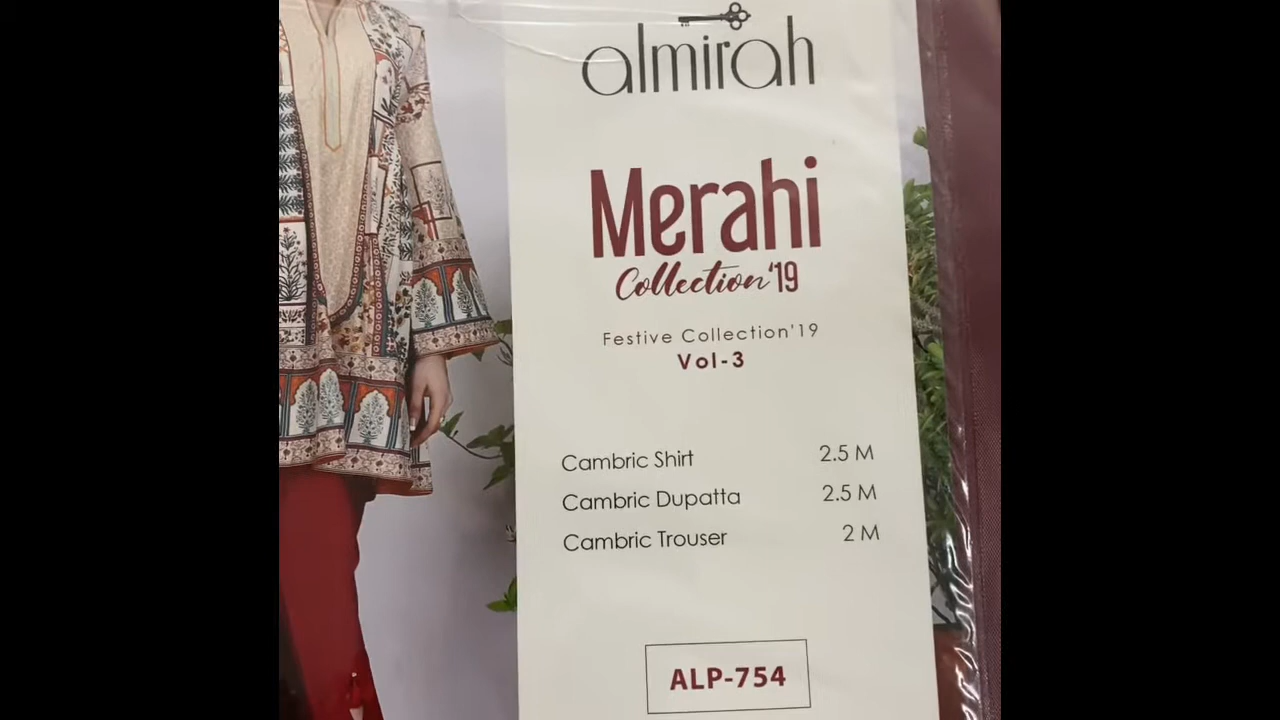 almirah
Merahi
Collection'19
Festive Collection'19
Vol-3
Cambric Shirt 2.5 M
Cambric Dupatta 2.5 M
Cambric Trouser 2 M
ALP-754